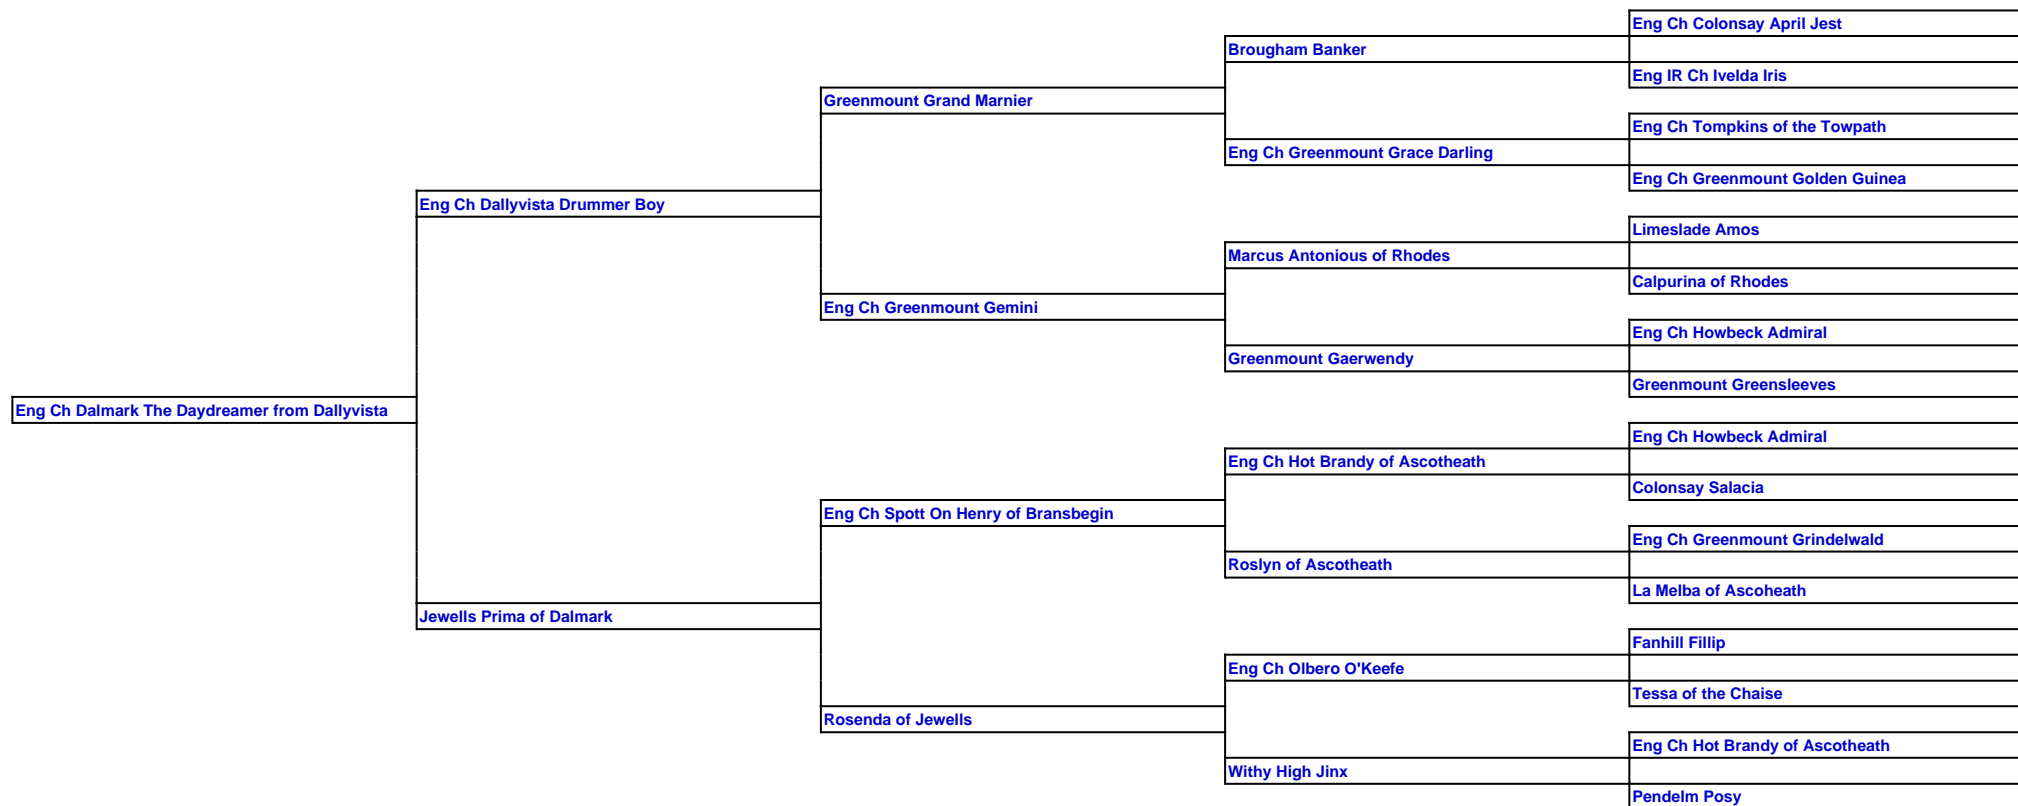 Eng Ch Colonsay April Jest
Brougham Banker
Eng IR Ch Ivelda Iris
Greenmount Grand Marnier
Eng Ch Tompkins of the Towpath
Eng Ch Greenmount Grace Darling
Eng Ch Greenmount Golden Guinea
Eng Ch Dallyvista Drummer Boy
Limeslade Amos
Marcus Antonious of Rhodes
Calpurina of Rhodes
Eng Ch Greenmount Gemini
Eng Ch Howbeck Admiral
Greenmount Gaerwendy
Greenmount Greensleeves
Eng Ch Dalmark The Daydreamer from Dallyvista
Eng Ch Howbeck Admiral
Eng Ch Hot Brandy of Ascotheath
Colonsay Salacia
Eng Ch Spott On Henry of Bransbegin
Eng Ch Greenmount Grindelwald
Roslyn of Ascotheath
La Melba of Ascoheath
Jewells Prima of Dalmark
Fanhill Fillip
Eng Ch Olbero O'Keefe
Tessa of the Chaise
Rosenda of Jewells
Eng Ch Hot Brandy of Ascotheath
Withy High Jinx
Pendelm Posy